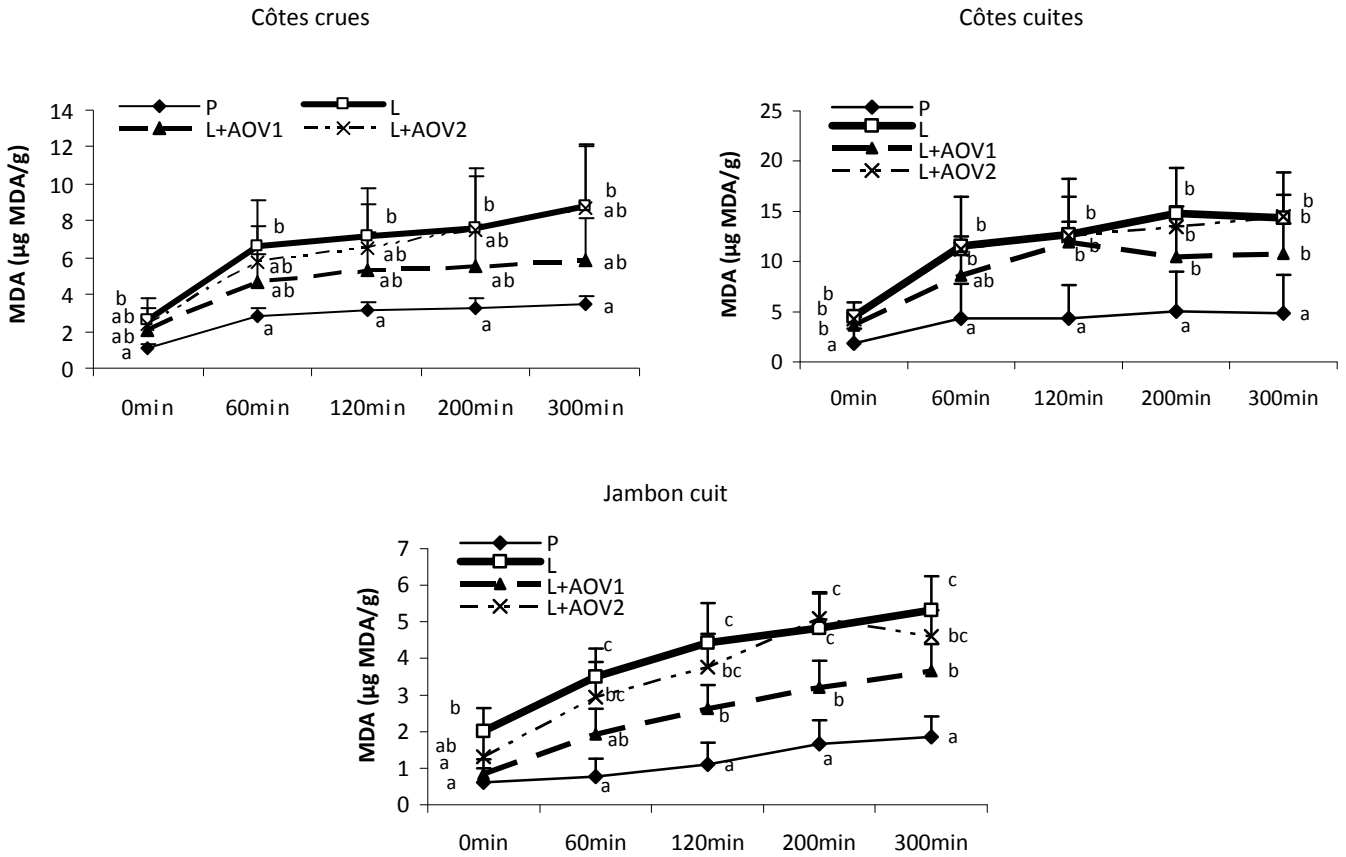 Côtes crues
MDA (µg MDA/g)
14
12
10
8
6
4
2
0
P
L
L+AOV1
L+AOV2
b
ab
ab
a
b
ab
ab
a
b
ab
ab
a
b
ab
ab
a
b
ab
ab
a
0min 60min 120min 200min 300min
Côtes cuites
MDA (µg MDA/g)
25
20
15
10
5
0
P
L
L+AOV1
L+AOV2
b
b
b
a
b
b
ab
a
b
b
b
a
b
b
b
a
b
b
b
a
0min 60min 120min 200min 300min
Jambon cuit
MDA (µg MDA/g)
7
6
5
4
3
2
1
0
P
L
L+AOV1
L+AOV2
b
ab
a
a
c
bc
ab
a
c
bc
b
a
c
c
b
a
c
bc
b
a
0min 60min 120min 200min 300min